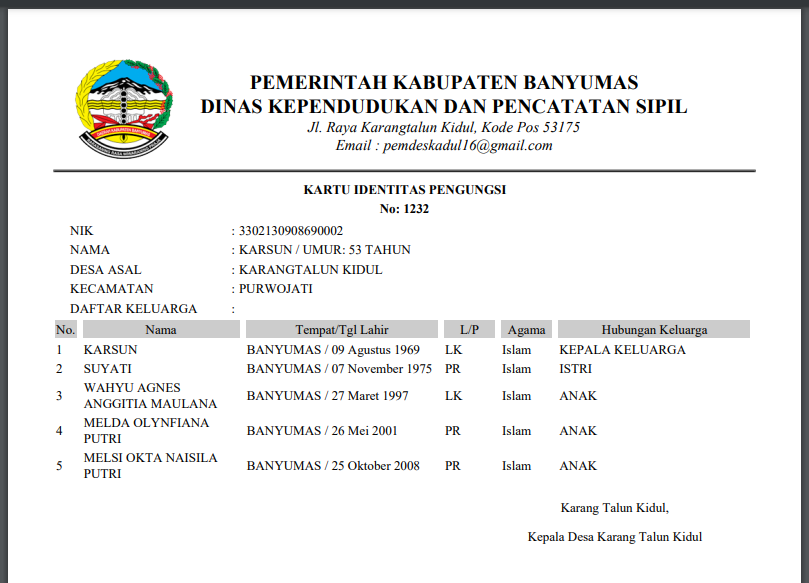 PEMERINTAH KABUPATEN BANYUMAS
DINAS KEPENDUDUKAN DAN PENCATATAN SIPIL
Jl. Raya Karangtalun Kidul, Kode Pos 53175
Email : pemdeskadul16@gmail.com
KARTU IDENTITAS PENGUNGSI
No: 1232
NIK : 3302130908690002
NAMA : KARSUN / UMUR: 53 TAHUN
DESA ASAL : KARANGTALUN KIDUL
KECAMATAN : PURWOJATI
DAFTAR KELUARGA :
No. Nama Tempat/Tgl Lahir L/P Agama Hubungan Keluarga
1 KARSUN BANYUMAS / 09 Agustus 1969 LK Islam KEPALA KELUARGA
2 SUYATI BANYUMAS / 07 November 1975 PR Islam ISTRI
3 WAHYU AGNES
ANGGITIA MAULANA BANYUMAS / 27 Maret 1997 LK Islam ANAK
4 MELDA OLYNFIANA
PUTRI BANYUMAS / 26 Mei 2001 PR Islam ANAK
5 MELSI OKTA NAISILA
PUTRI BANYUMAS / 25 Oktober 2008 PR Islam ANAK
Karang Talun Kidul,
Kepala Desa Karang Talun Kidul